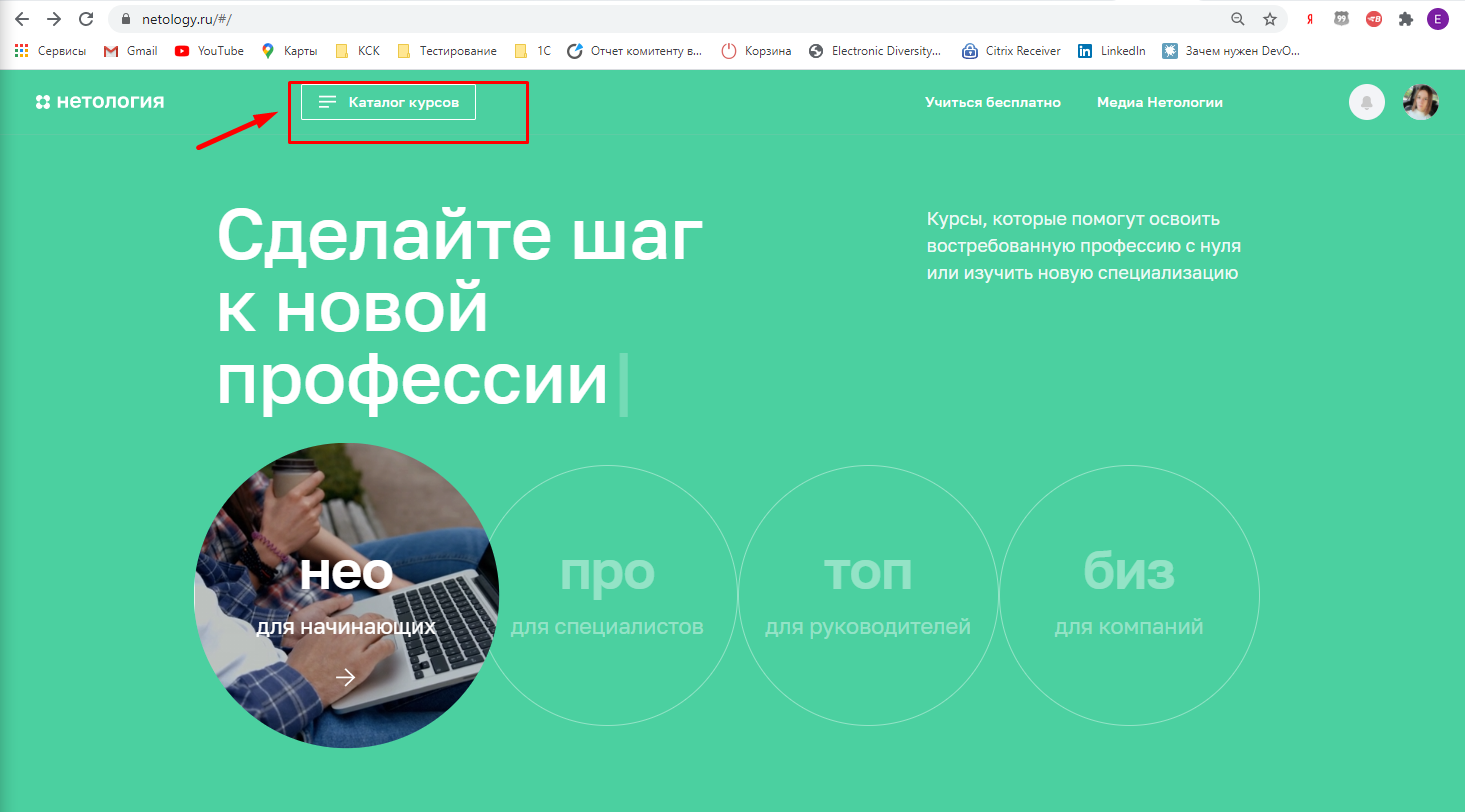 netology.ru/#/
Я
99
B
E
Сервисы
Gmail
YouTube
Карты
КСК
Тестирование
1С
Отчет комитенту в...
Корзина
Electronic Diversity...
Citrix Receiver
in
LinkedIn
Зачем нужен DevO...
нетология
Каталог курсов
Учиться бесплатно
Медиа Нетологии
Сделайте шаг
к новой
профессии
Курсы, которые помогут освоить
востребованную профессию с нуля
или изучить новую специализацию
нео
для начинающих
про
для специалистов
топ
для руководителей
биз
для компаний